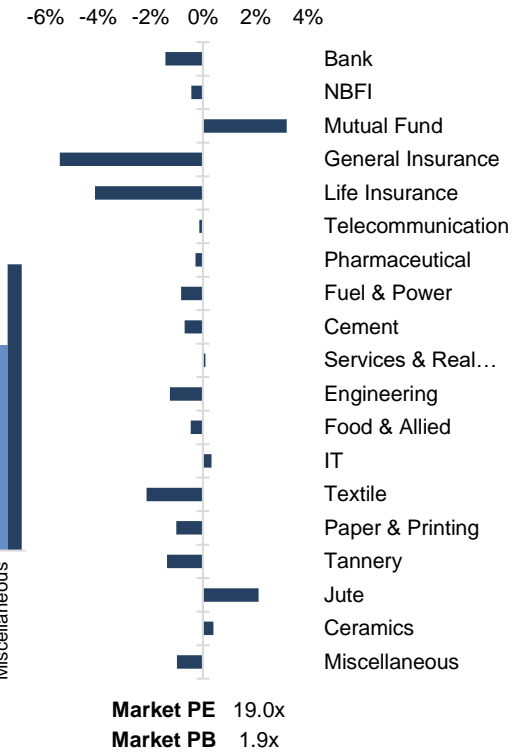 -6% -4% -2% 0% 2% 4%
Bank
NBFI
Mutual Fund
General Insurance
Life Insurance
Telecommunication
Pharmaceutical
Fuel & Power
Cement
Services & Real…
Engineering
Food & Allied
IT
Textile
Paper & Printing
Tannery
Jute
Ceramics
Miscellaneous
Miscellaneous
Market PE 19.0x
Market PB 1.9x